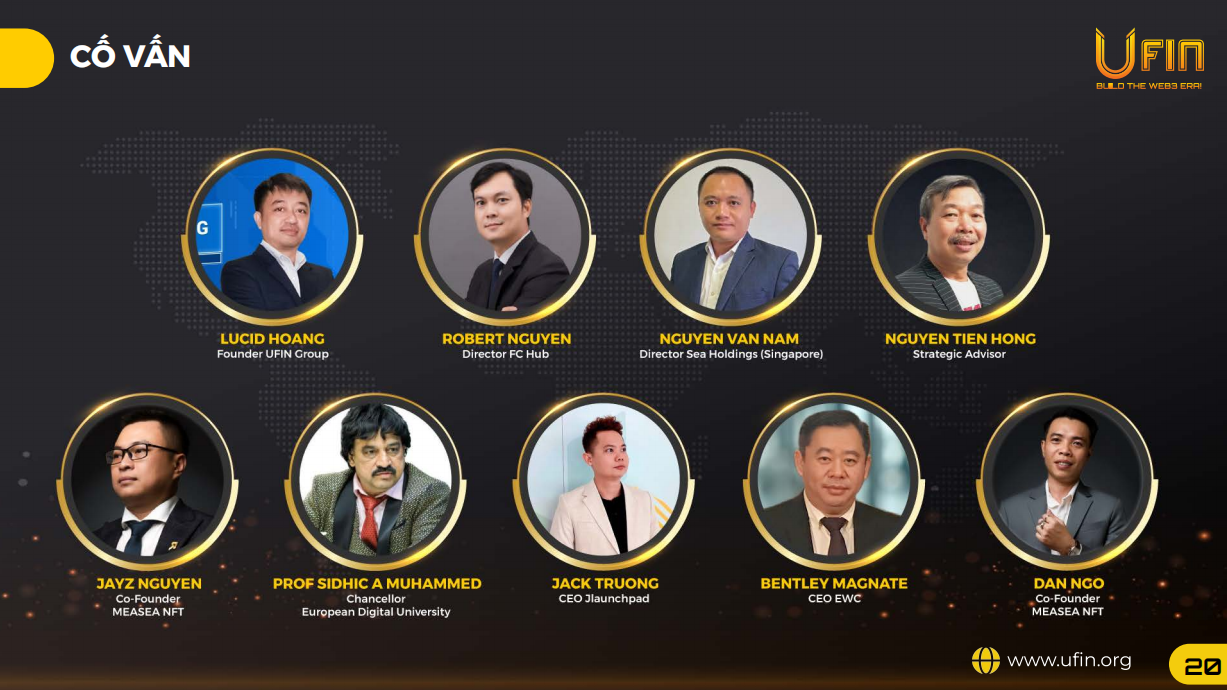 CỐ VẤN
UFIN
BUILD THE WEB3 ERA!
G
LUCID HOANG
Founder UFIN Group
ROBERT NGUYEN
Director FC Hub
NGUYEN VAN NAM
Director Sea Holdings (Singapore)
NGUYEN TIEN HONG
Strategic Advisor
JAYZ NGUYEN
Co-Founder
MEASEA NFT
PROF SIDHIC A MUHAMMED
Chancellor
European Digital University
JACK TRUONG
CEO Jlaunchpad
BENTLEY MAGNATE
CEO EWC
DAN NGO
Co-Founder
MEASEA NFT
www.ufin.org
20